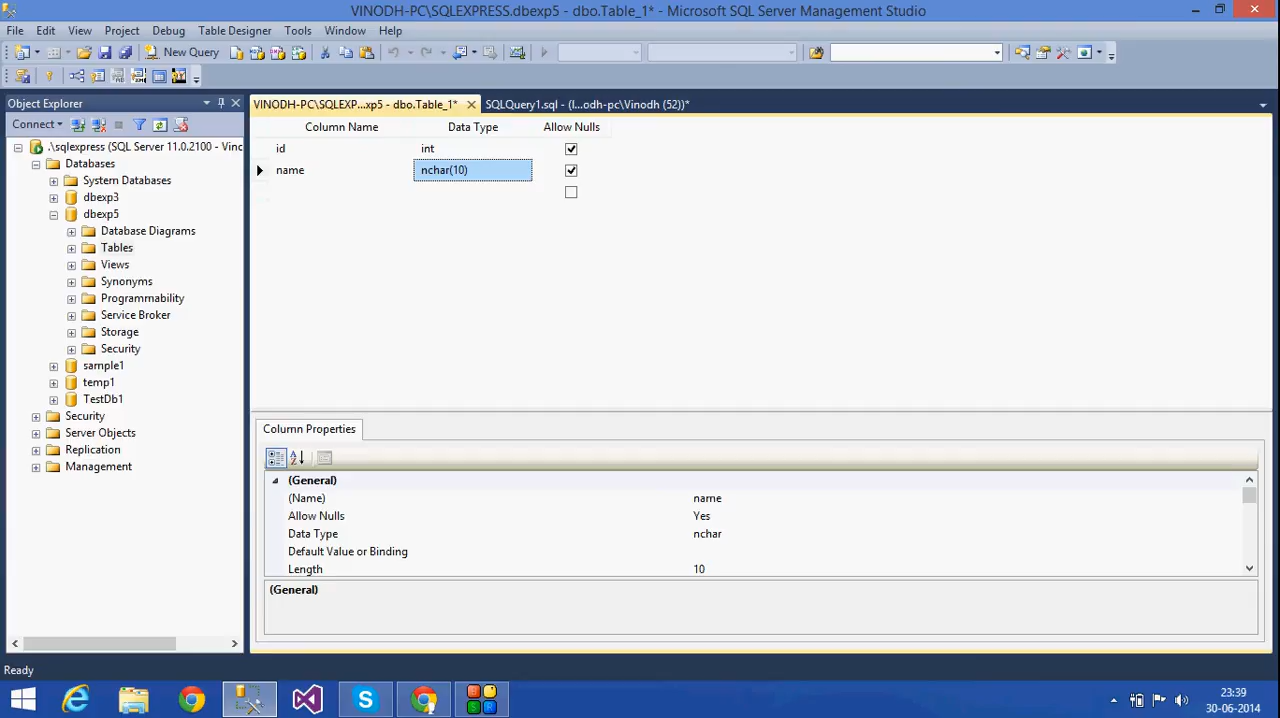 VINODH-PC\SQLEXPRESS.dbexp5 - dbo.Table_1* - Microsoft SQL Server Management Studio
File Edit View Project Debug Table Designer Tools Window Help
New Query
Object Explorer
VINODH-PC\SQLEXP...xp5 - dbo.Table_1* SQLQuery1.sql - (l...odh-pc\Vinodh (52))*
Connect
Column Name Data Type Allow Nulls
.\sqlexpress (SQL Server 11.0.2100 - Vinc
id int
Databases
name nchar(10)
System Databases
dbexp3
dbexp5
Database Diagrams
Tables
Views
Synonyms
Programmability
Service Broker
Storage
Security
sample1
temp1
TestDb1
Security
Server Objects
Replication
Management
Column Properties
(General)
(Name) name
Allow Nulls Yes
Data Type nchar
Default Value or Binding
Length 10
(General)
Ready
23:39
30-06-2014